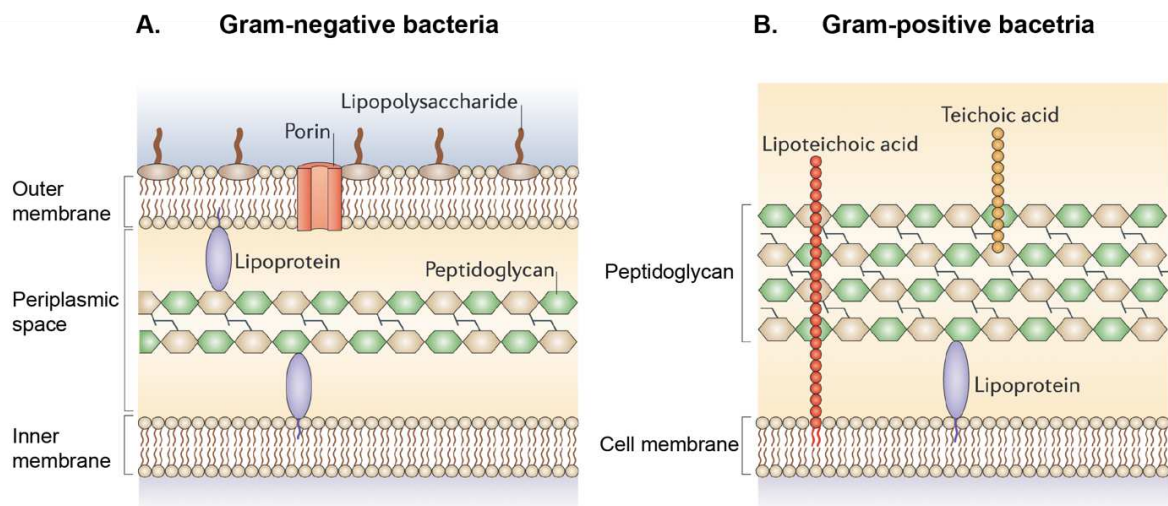 A. Gram-negative bacteria
Lipopolysaccharide
Porin
Outer
membrane
Lipoprotein
Peptidoglycan
Periplasmic
space
Inner
membrane
B. Gram-positive bacetria
Teichoic acid
Lipoteichoic acid
Peptidoglycan
Lipoprotein
Cell membrane